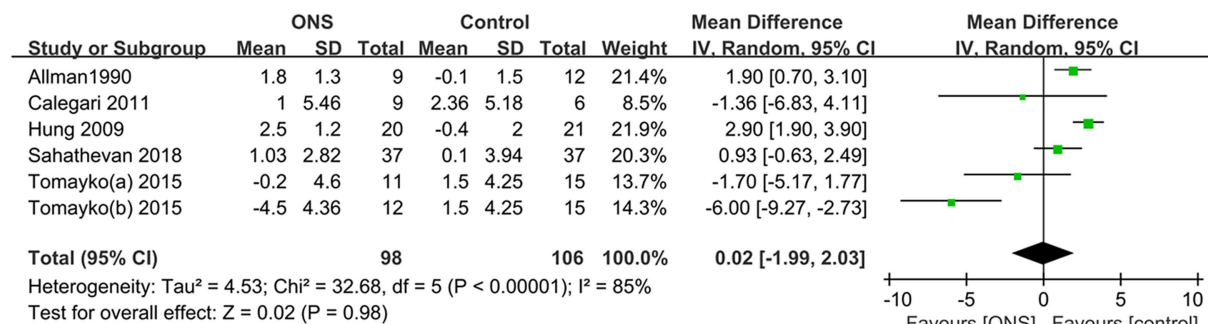 ONS Control Mean Difference Mean Difference
Study or Subgroup Mean SD Total Mean SD Total Weight IV, Random, 95% CI IV, Random, 95% CI
Allman1990 1.8 1.3 9 -0.1 1.5 12 21.4% 1.90 [0.70, 3.10]
Calegari 2011 1 5.46 9 2.36 5.18 6 8.5% -1.36 [-6.83, 4.11]
Hung 2009 2.5 1.2 20 -0.4 2 21 21.9% 2.90 [1.90, 3.90]
Sahathevan 2018 1.03 2.82 37 0.1 3.94 37 20.3% 0.93 [-0.63, 2.49]
Tomayko(a) 2015 -0.2 4.6 11 1.5 4.25 15 13.7% -1.70 [-5.17, 1.77]
Tomayko(b) 2015 -4.5 4.36 12 1.5 4.25 15 14.3% -6.00 [-9.27, -2.73]
Total (95% CI) 98 106 100.0% 0.02 [-1.99, 2.03]
Heterogeneity: Tau² = 4.53; Chi² = 32.68, df = 5 (P < 0.00001); I² = 85%
Test for overall effect: Z = 0.02 (P = 0.98)
-10 -5 0 5 10
Favours [ONS] Favours [control]